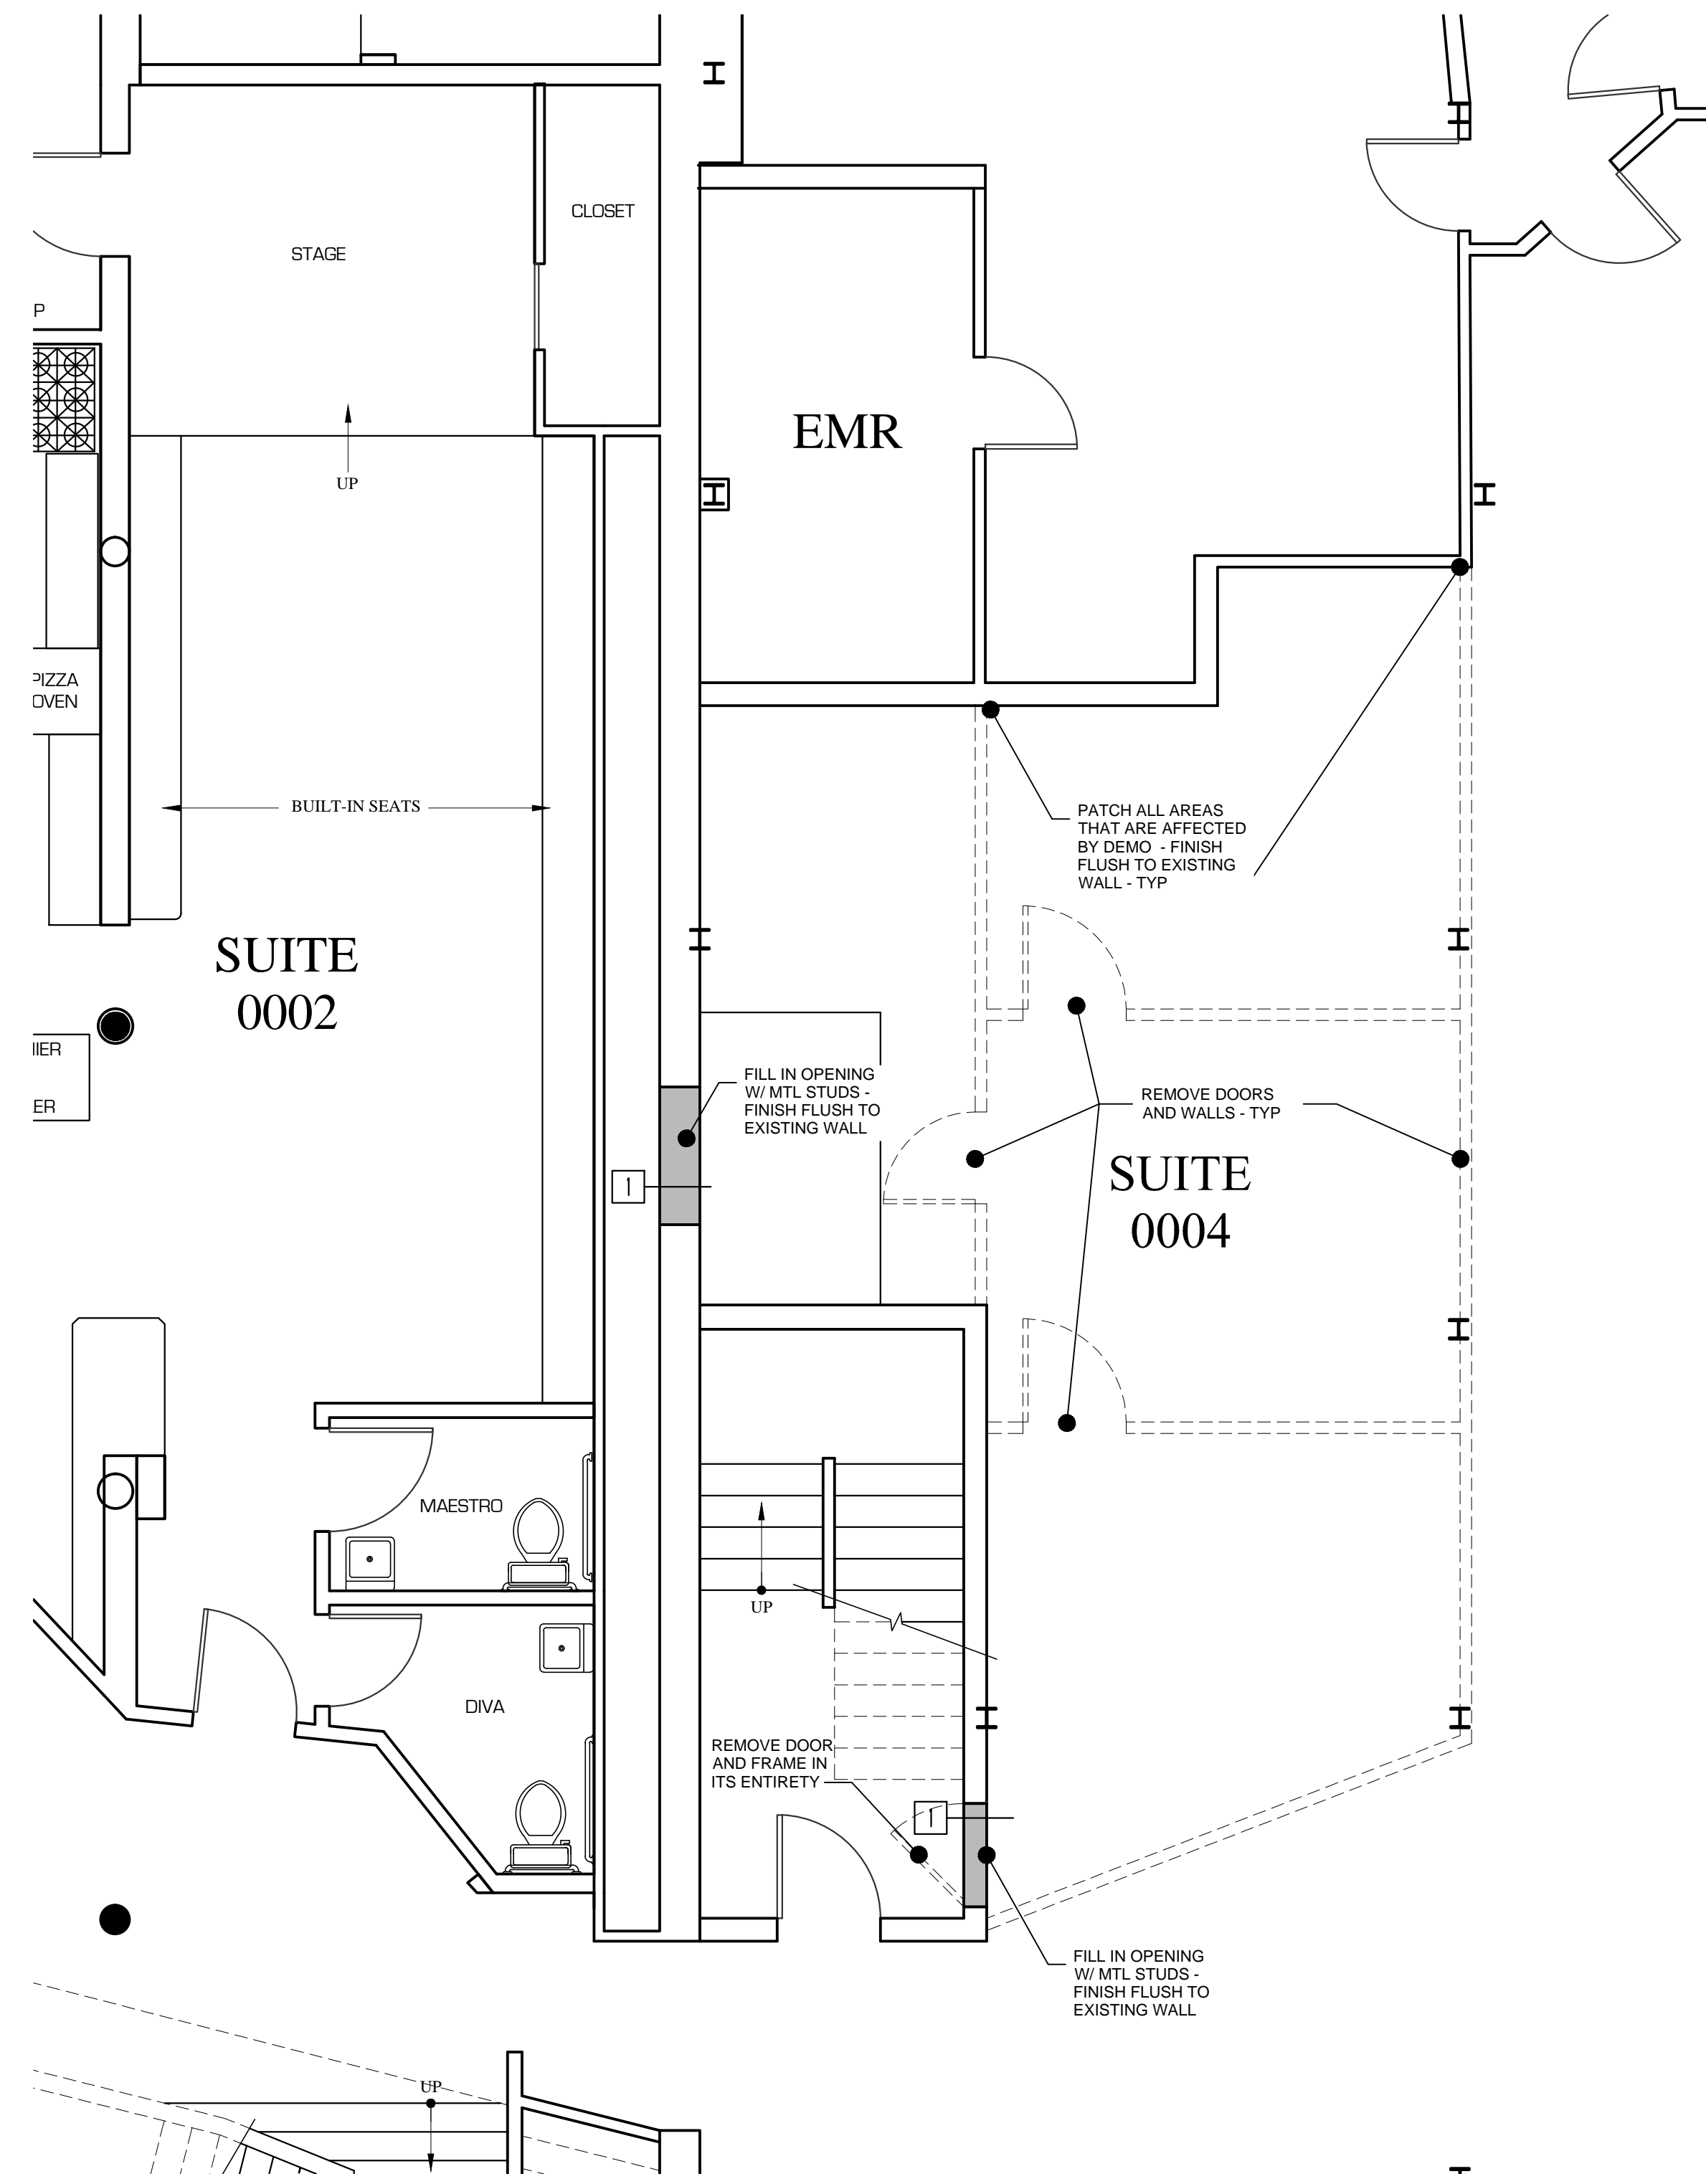 CLOSET
STAGE
P
EMR
UP
PIZZA
OVEN
BUILT-IN SEATS
PATCH ALL AREAS
THAT ARE AFFECTED
BY DEMO - FINISH
FLUSH TO EXISTING
WALL - TYP
SUITE
0002
IER
ER
FILL IN OPENING
W/ MTL STUDS -
FINISH FLUSH TO
EXISTING WALL
REMOVE DOORS
AND WALLS - TYP
1
SUITE
0004
MAESTRO
UP
DIVA
REMOVE DOOR
AND FRAME IN
ITS ENTIRETY
1
FILL IN OPENING
W/ MTL STUDS -
FINISH FLUSH TO
EXISTING WALL
UP